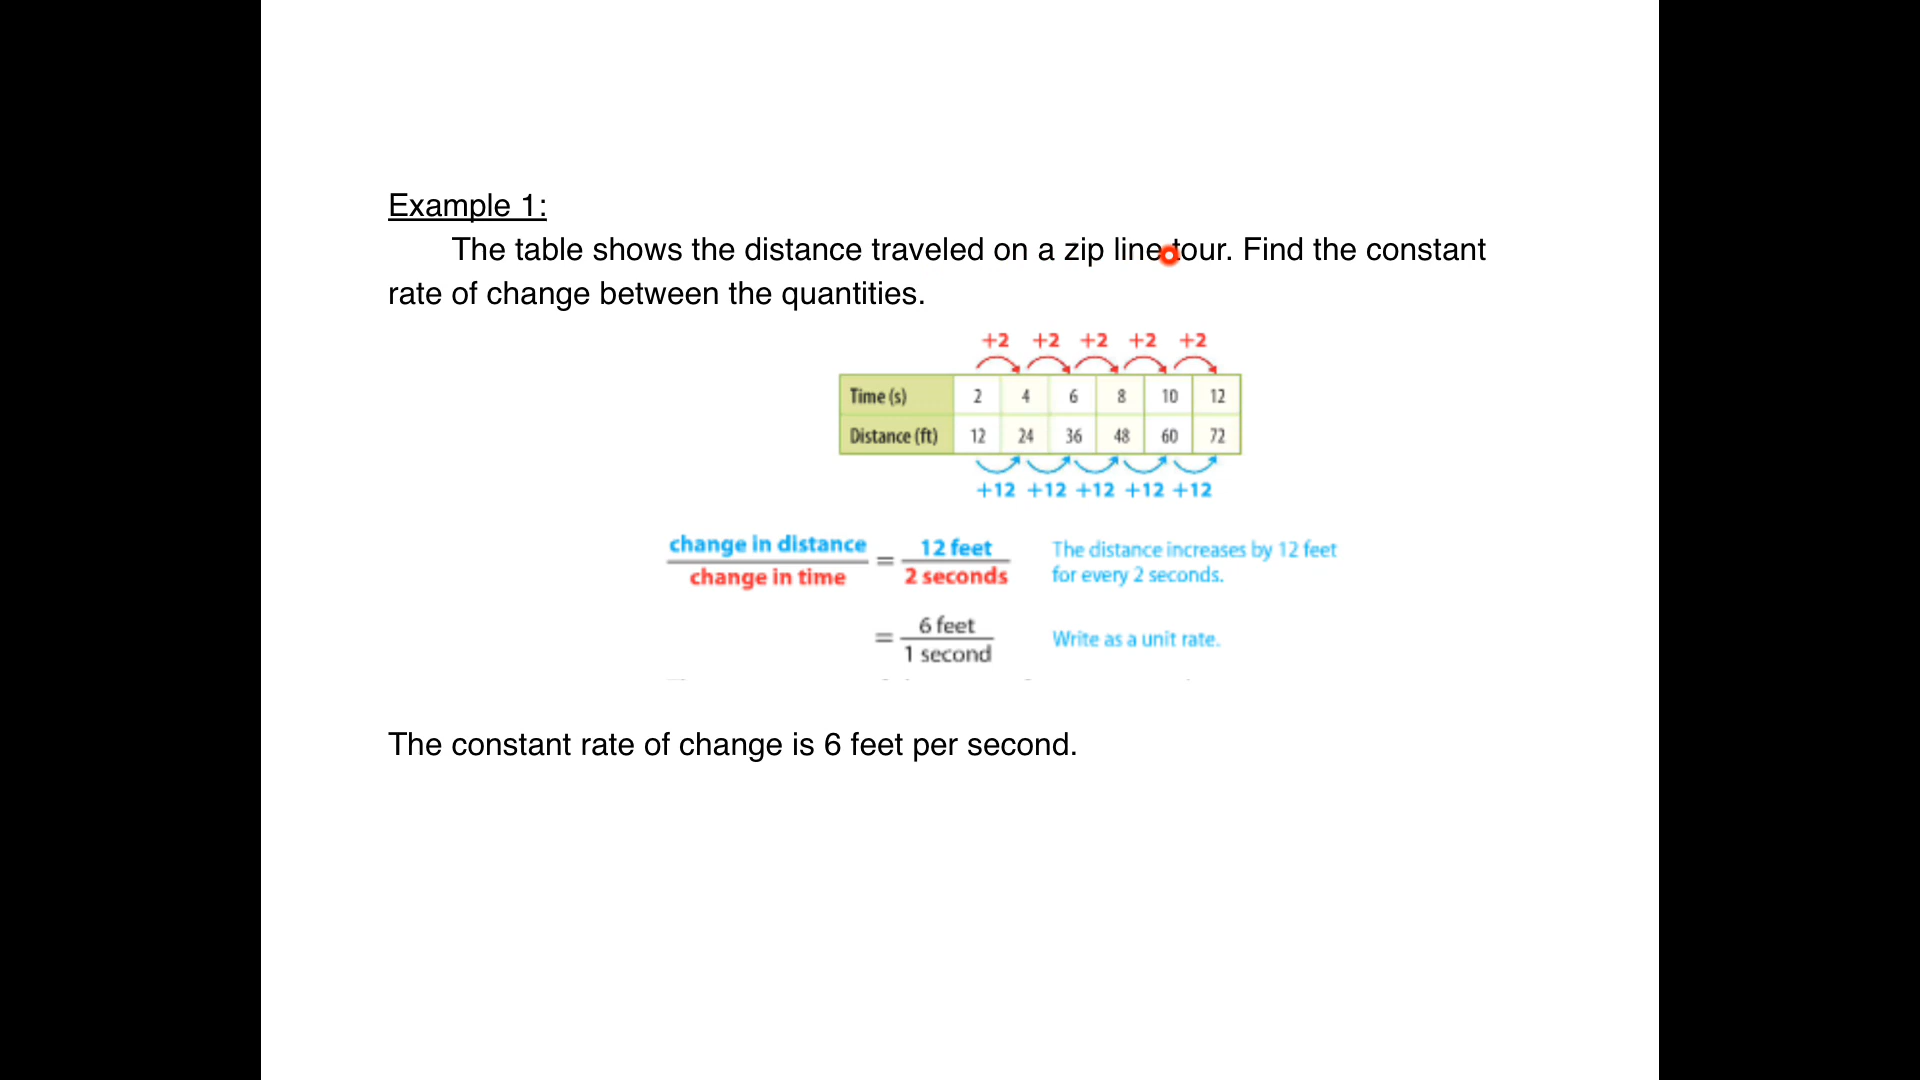 Example 1:
The table shows the distance traveled on a zip line tour. Find the constant
rate of change between the quantities.
+2 +2 +2 +2 +2
Time (s) 2 4 6 8 10 12
Distance (ft) 12 24 36 48 60 72
+12 +12 +12 +12 +12
change in distance
change in time
=
12 feet
2 seconds
The distance increases by 12 feet
for every 2 seconds.
=
6 feet
1 second
Write as a unit rate.
The constant rate of change is 6 feet per second.